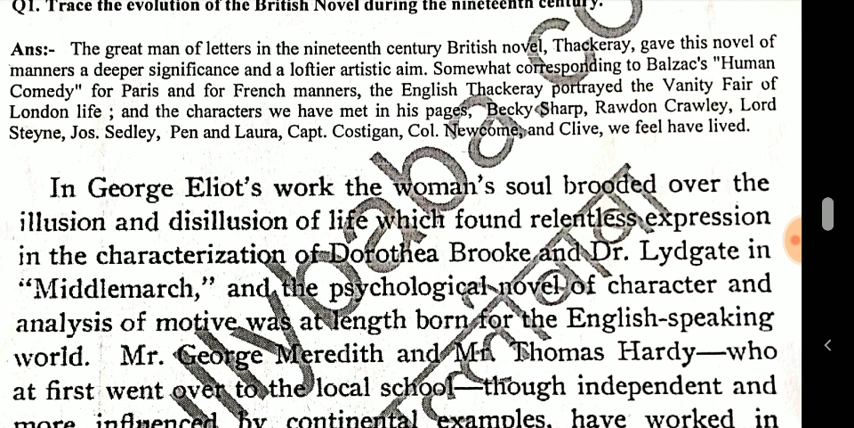 Q1. Trace the evolution of the British Novel during the nineteenth century.
Ans:- The great man of letters in the nineteenth century British novel, Thackeray, gave this novel of
manners a deeper significance and a loftier artistic aim. Somewhat corresponding to Balzac's "Human
Comedy" for Paris and for French manners, the English Thackeray portrayed the Vanity Fair of
London life ; and the characters we have met in his pages, Becky Sharp, Rawdon Crawley, Lord
Steyne, Jos. Sedley, Pen and Laura, Capt. Costigan, Col. Newcome, and Clive, we feel have lived.
In George Eliot's work the woman's soul brooded over the
illusion and disillusion of life which found relentless expression
in the characterization of Dorothea Brooke and Dr. Lydgate in
“Middlemarch,” and the psychological novel of character and
analysis of motive was at length born for the English-speaking
world. Mr. George Meredith and Mr. Thomas Hardy—who
at first went over to the local school—though independent and
more influenced by continental examples, have worked in